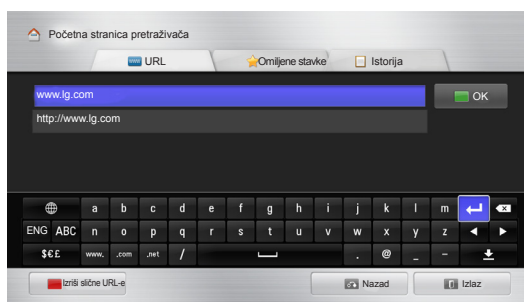 Početna stranica pretraživača
www URL
Omiljene stavke
Istorija
www.lg.com
OK
http://www.lg.com
a b c d e f g h i j k l m
ENG ABC n o p q r s t u v w x y z
$€£ www. .com .net / . @ _ -
Izriši slične URL-e
Nazad
Izlaz